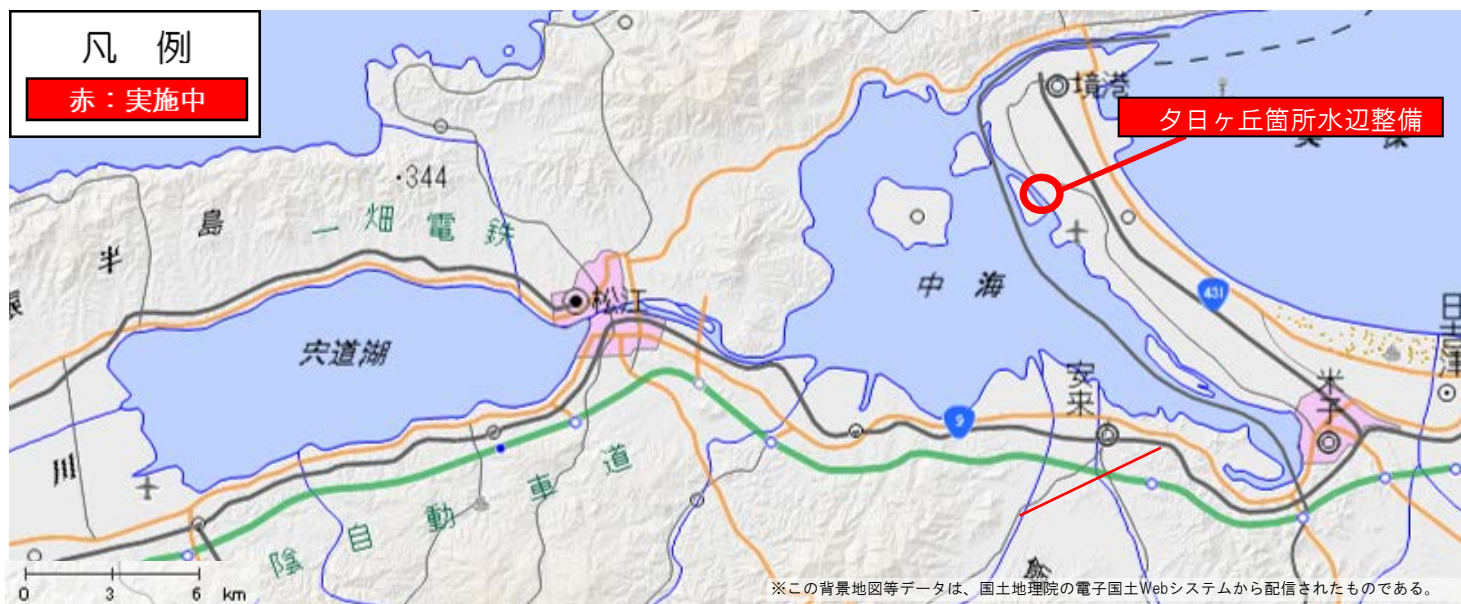 凡 例
赤：実施中
境港
夕日ヶ丘箇所水辺整備
美 保
・344
島
半
一 畑 電 鉄
中 海
431
松江
宍道湖
安来
米子
9
川
道
車
動
自
陰
0 3 6 km
※この背景地図等データは、国土地理院の電子国土Webシステムから配信されたものである。